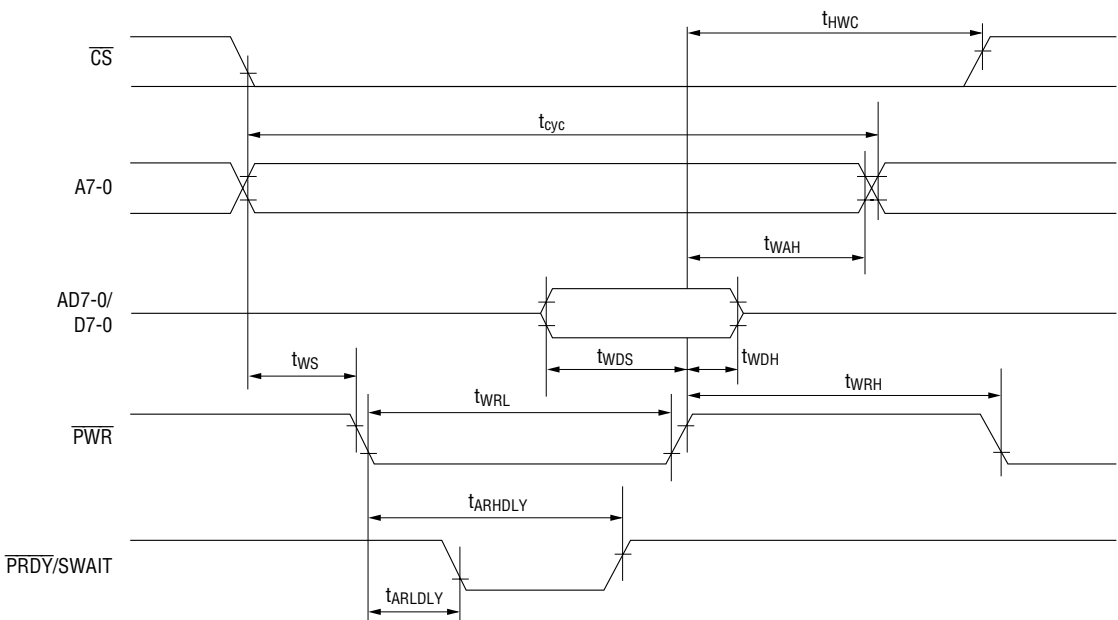 tHWC
CS
tcyc
A7-0
tWAH
AD7-0/
D7-0
tWS
tWDS
tWDH
tWRL
tWRH
PWR
tARHDLY
PRDY/SWAIT
tARLDLY